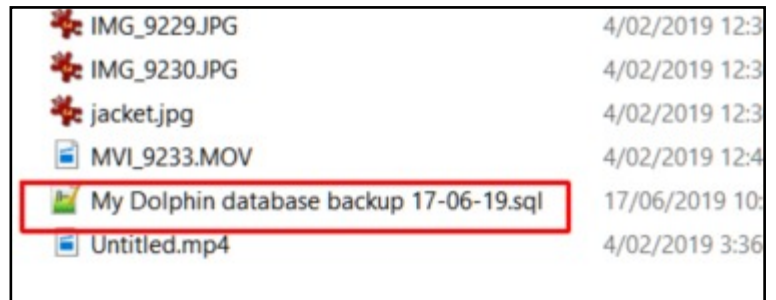 IMG_9229.JPG 4/02/2019 12:3
IMG_9230.JPG 4/02/2019 12:3
jacket.jpg 4/02/2019 12:3
MVI_9233.MOV 4/02/2019 12:4
My Dolphin database backup 17-06-19.sql 17/06/2019 10:
Untitled.mp4 4/02/2019 3:36